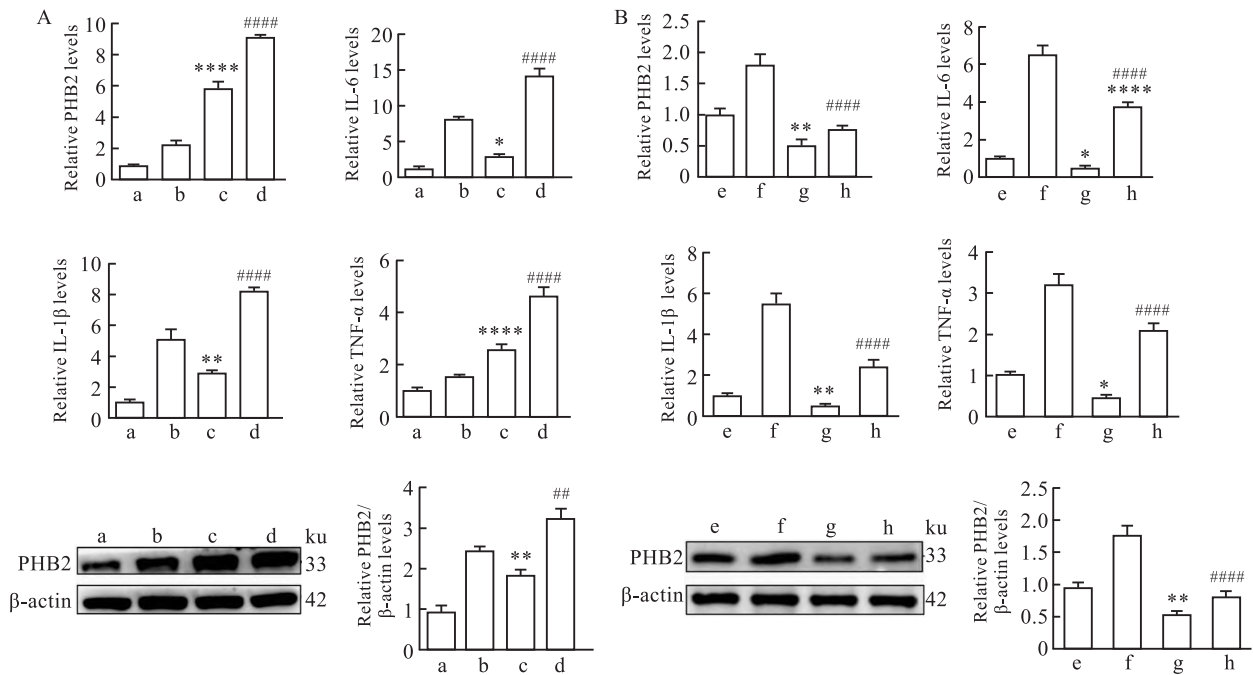 A
Relative PHB2 levels
10
8
6
4
2
0
****
####
a b c d
Relative IL-6 levels
20
15
10
5
0
*
####
a b c d
Relative IL-1β levels
10
8
6
4
2
0
**
####
a b c d
Relative TNF-α levels
6
4
2
0
****
####
a b c d
a b c d ku
PHB2 33
β-actin 42
Relative PHB2/
β-actin levels
4
3
2
1
0
**
##
a b c d
B
Relative PHB2 levels
2.5
2.0
1.5
1.0
0.5
0
**
####
e f g h
Relative IL-6 levels
8
6
4
2
0
*
####
****
e f g h
Relative IL-1β levels
8
6
4
2
0
**
####
e f g h
Relative TNF-α levels
4
3
2
1
0
*
####
e f g h
e f g h ku
PHB2 33
β-actin 42
Relative PHB2/
β-actin levels
2.5
2.0
1.5
1.0
0.5
0
**
####
e f g h